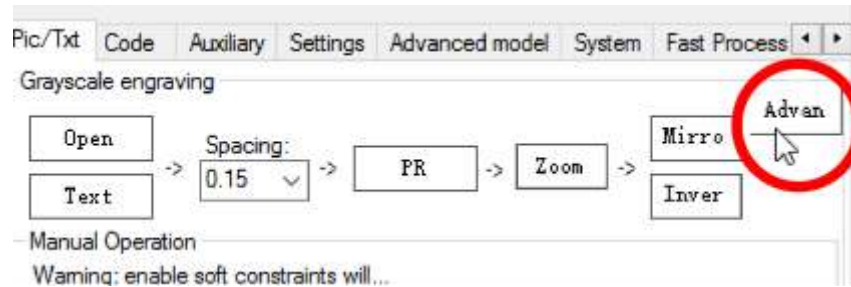 Pic/Txt Code Auxiliary Settings Advanced model System Fast Process
Grayscale engraving
Advan
Open
Spacing:
Mirro
-> 0.15 -> PR -> Zoom ->
Text
Inver
Manual Operation
Warning: enable soft constraints will...